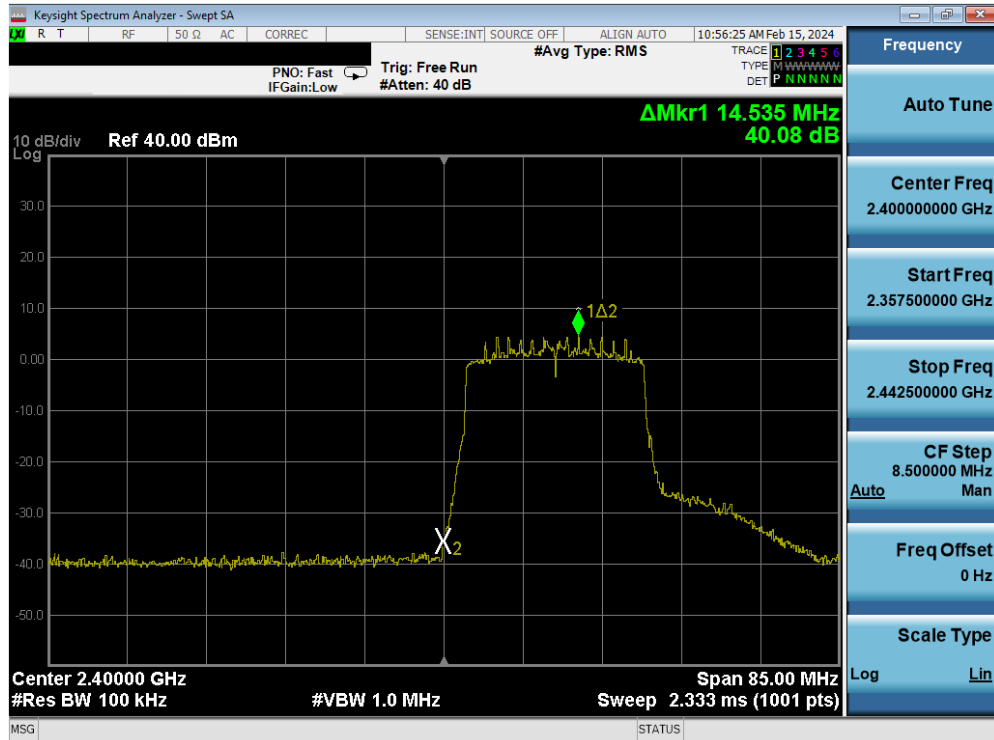 Keysight Spectrum Analyzer - Swept SA
LXI R T RF 50 Ω AC CORREC SENSE:INT SOURCE OFF ALIGN AUTO 10:56:25 AM Feb 15, 2024
#Avg Type: RMS
TRACE 1 2 3 4 5 6
PNO: Fast Trig: Free Run
TYPE M WWWWW
IFGain:Low #Atten: 40 dB
DET P N N N N N
ΔMkr1 14.535 MHz
40.08 dB
10 dB/div Ref 40.00 dBm
Log
30.0
20.0
10.0
0.00
-10.0
-20.0
-30.0
-40.0
-50.0
1Δ2
X2
Center 2.40000 GHz Span 85.00 MHz
#Res BW 100 kHz #VBW 1.0 MHz Sweep 2.333 ms (1001 pts)
MSG STATUS
Frequency
Auto Tune
Center Freq
2.400000000 GHz
Start Freq
2.357500000 GHz
Stop Freq
2.442500000 GHz
CF Step
8.500000 MHz
Auto Man
Freq Offset
0 Hz
Scale Type
Log Lin